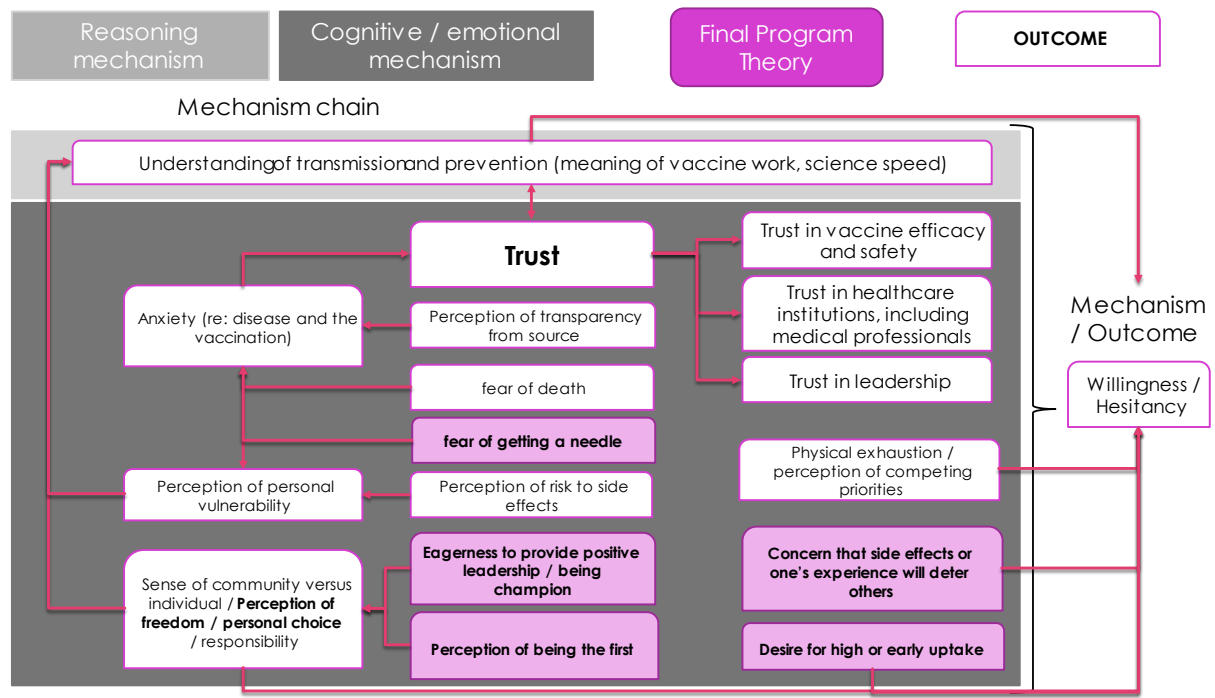 Reasoning
mechanism
Cognitive / emotional
mechanism
Final Program
Theory
OUTCOME
Mechanism chain
Understandingof transmissionand prevention (meaning of vaccine work, science speed)
Trust
Trust in vaccine efficacy
and safety
Anxiety (re: disease and the
vaccination)
Perception of transparency
from source
Trust in healthcare
institutions, including
medical professionals
Mechanism
/ Outcome
fear of death
Trust in leadership
Willingness /
Hesitancy
fear of getting a needle
Physical exhaustion /
perception of competing
priorities
Perception of personal
vulnerability
Perception of risk to side
effects
Eagerness to provide positive
leadership / being
champion
Concern that side effects or
one's experience will deter
others
Sense of community versus
individual / Perception of
freedom / personal choice
/ responsibility
Perception of being the first
Desire for high or early uptake